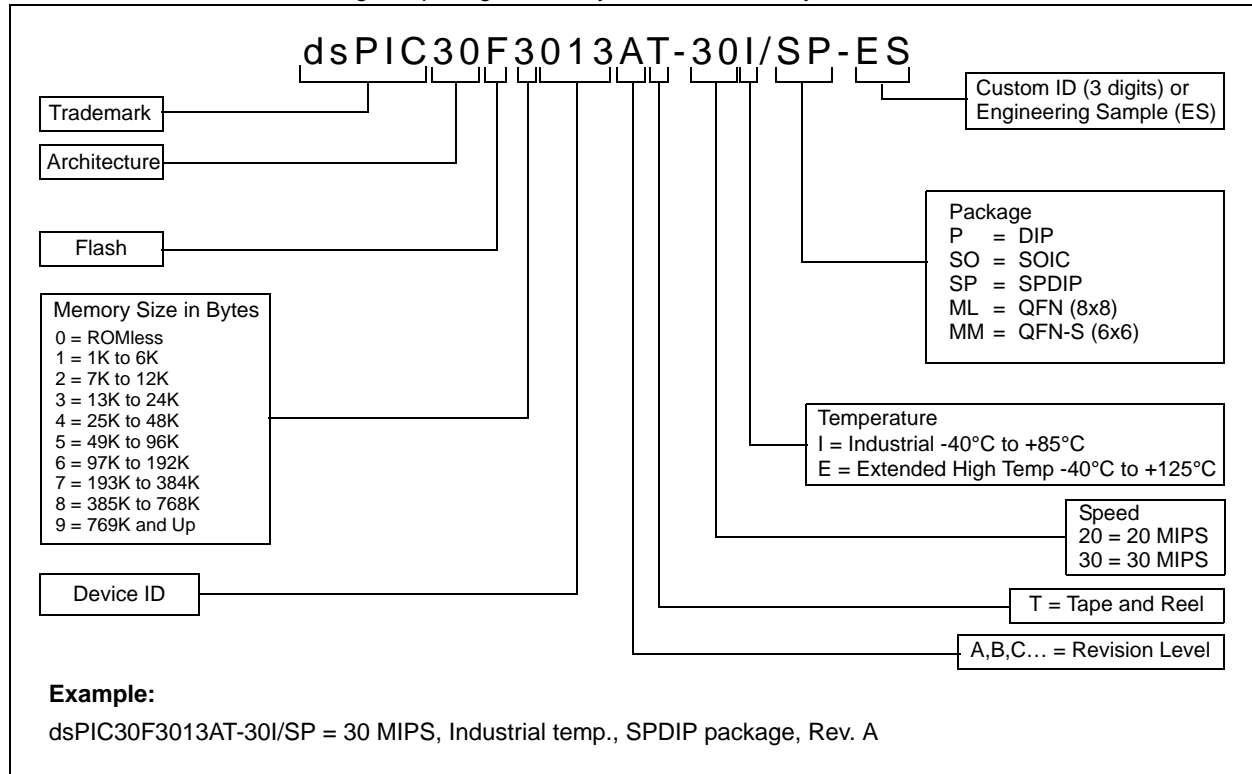 dsPIC30F3013AT-30I/SP-ES
Trademark
Architecture
Flash
Memory Size in Bytes
0 = ROMless
1 = 1K to 6K
2 = 7K to 12K
3 = 13K to 24K
4 = 25K to 48K
5 = 49K to 96K
6 = 97K to 192K
7 = 193K to 384K
8 = 385K to 768K
9 = 769K and Up
Device ID
Custom ID (3 digits) or
Engineering Sample (ES)
Package
P = DIP
SO = SOIC
SP = SPDIP
ML = QFN (8x8)
MM = QFN-S (6x6)
Temperature
I = Industrial -40°C to +85°C
E = Extended High Temp -40°C to +125°C
Speed
20 = 20 MIPS
30 = 30 MIPS
T = Tape and Reel
A,B,C… = Revision Level
Example:
dsPIC30F3013AT-30I/SP = 30 MIPS, Industrial temp., SPDIP package, Rev. A